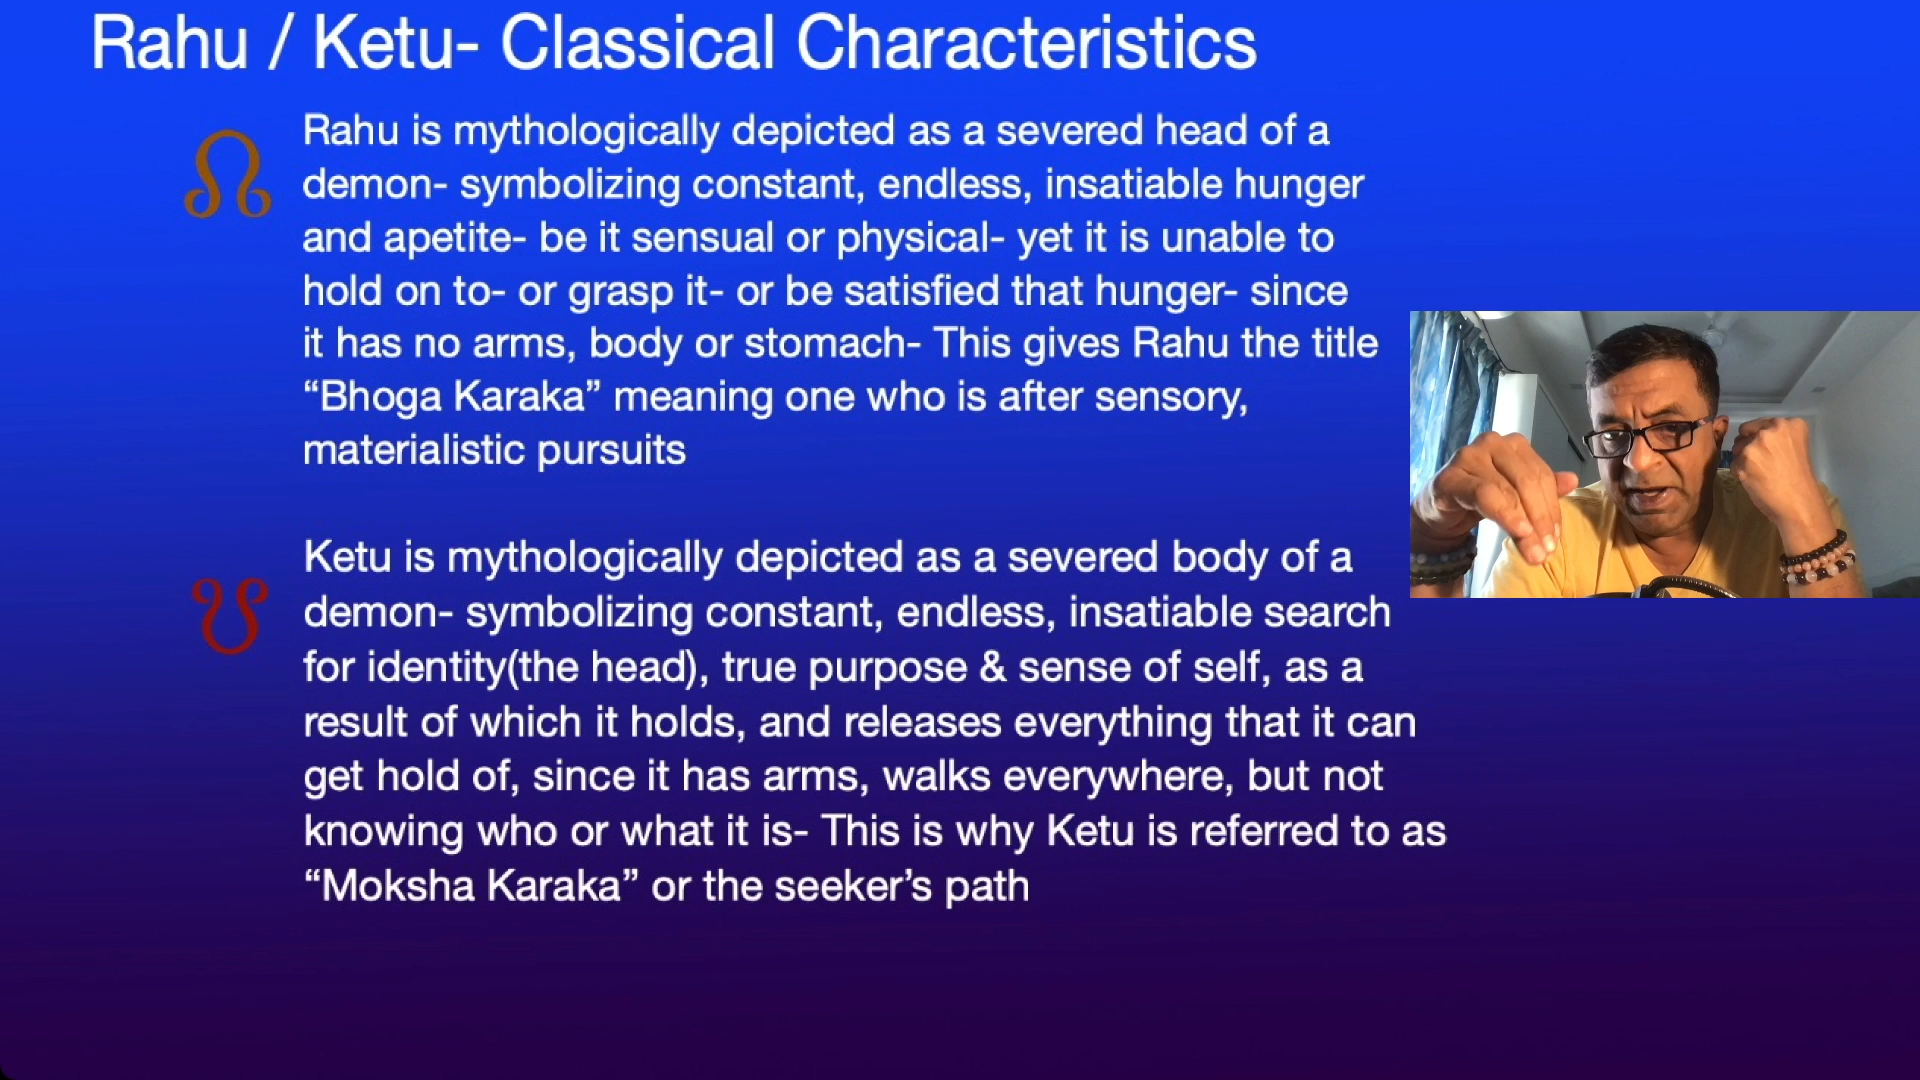 Rahu / Ketu- Classical Characteristics
Rahu is mythologically depicted as a severed head of a
demon- symbolizing constant, endless, insatiable hunger
and apetite- be it sensual or physical- yet it is unable to
hold on to- or grasp it- or be satisfied that hunger- since
it has no arms, body or stomach- This gives Rahu the title
“Bhoga Karaka” meaning one who is after sensory,
materialistic pursuits
Ketu is mythologically depicted as a severed body of a
demon- symbolizing constant, endless, insatiable search
for identity(the head), true purpose & sense of self, as a
result of which it holds, and releases everything that it can
get hold of, since it has arms, walks everywhere, but not
knowing who or what it is- This is why Ketu is referred to as
“Moksha Karaka” or the seeker’s path